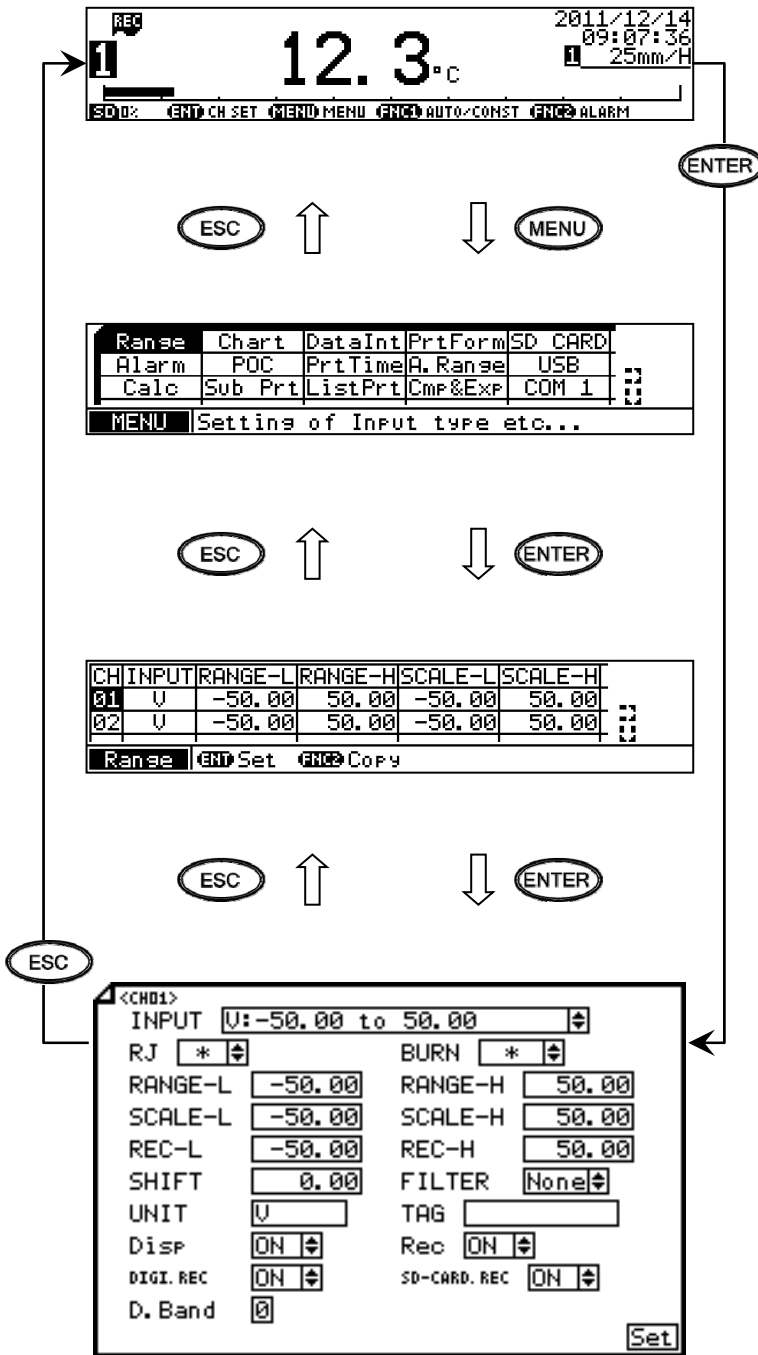 REC
2011/12/14
09:07:36
1 12.3°C
1 25mm/H
SD 0% ENT CH SET MENU MENU FNC1 AUTO/CONST FNC2 ALARM
ENTER
ESC MENU
Range Chart DataInt PrtForm SD CARD
Alarm POC PrtTime A.Range USB
Calc Sub Prt ListPrt Cmp&Exp COM 1
MENU Setting of Input type etc...
ESC ENTER
CH INPUT RANGE-L RANGE-H SCALE-L SCALE-H
01 V -50.00 50.00 -50.00 50.00
02 V -50.00 50.00 -50.00 50.00
Range ENT Set FNC2 Copy
ESC ENTER
ESC
<CH01>
INPUT V:-50.00 to 50.00
RJ * BURN *
RANGE-L -50.00 RANGE-H 50.00
SCALE-L -50.00 SCALE-H 50.00
REC-L -50.00 REC-H 50.00
SHIFT 0.00 FILTER None
UNIT V TAG
Disp ON Rec ON
DIGI.REC ON SD-CARD.REC ON
D.Band 0
Set